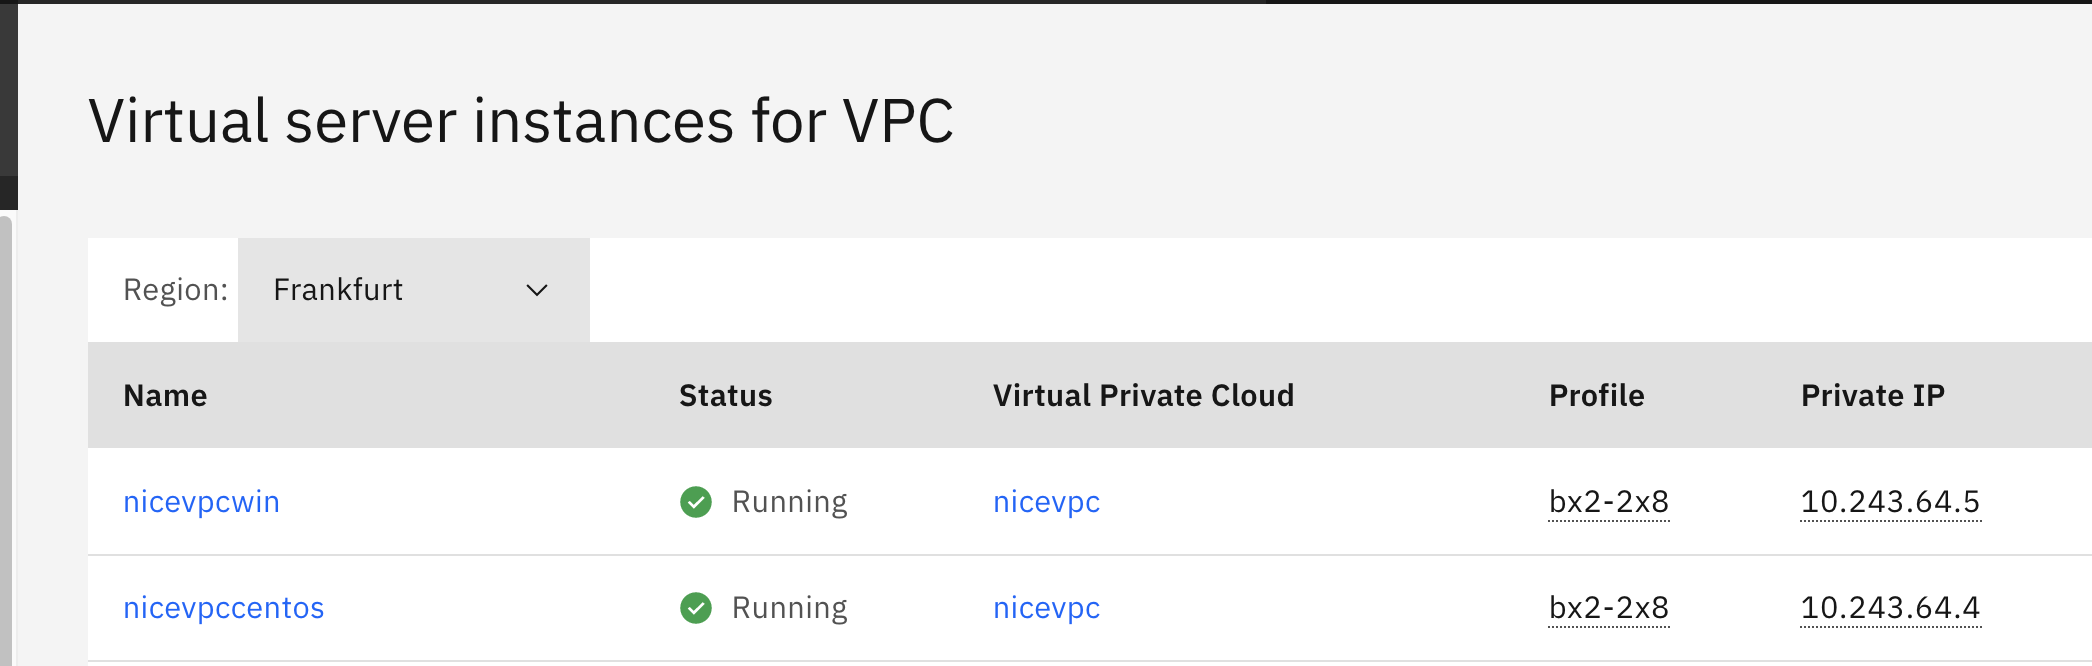 Virtual server instances for VPC
Region: Frankfurt
Name Status Virtual Private Cloud Profile Private IP
nicevpcwin Running nicevpc bx2-2x8 10.243.64.5
nicevpccentos Running nicevpc bx2-2x8 10.243.64.4